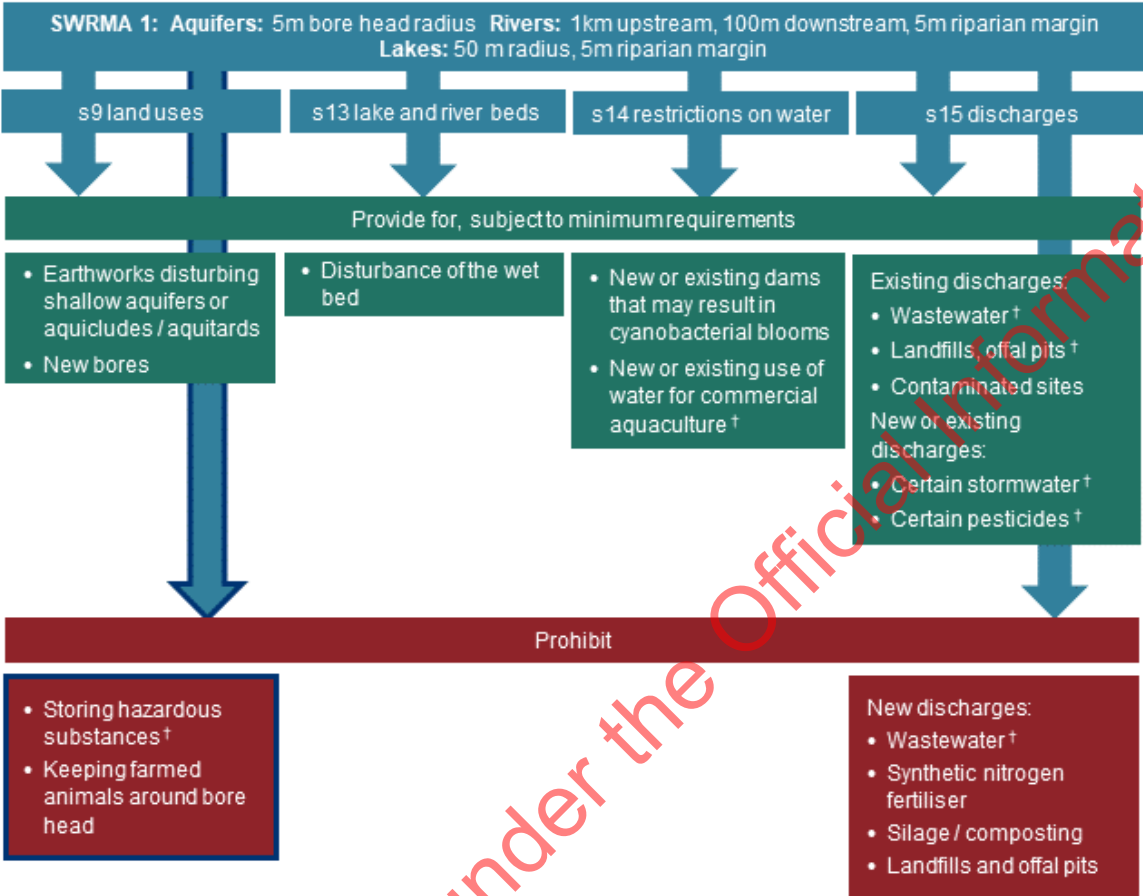 SWRMA 1: Aquifers: 5m bore head radius Rivers: 1km upstream, 100m downstream, 5m riparian margin
Lakes: 50 m radius, 5m riparian margin
s9 land uses
s13 lake and river beds
s14 restrictions on water
s15 discharges
Provide for, subject to minimum requirements
• Earthworks disturbing
shallow aquifers or
aquicludes / aquitards
• New bores
• Disturbance of the wet
bed
• New or existing dams
that may result in
cyanobacterial blooms
• New or existing use of
water for commercial
aquaculture †
Existing discharges:
• Wastewater †
• Landfills, offal pits †
• Contaminated sites
New or existing
discharges:
• Certain stormwater †
• Certain pesticides †
Prohibit
• Storing hazardous
substances †
• Keeping farmed
animals around bore
head
New discharges:
• Wastewater †
• Synthetic nitrogen
fertiliser
• Silage / composting
• Landfills and offal pits
under the Official Informa